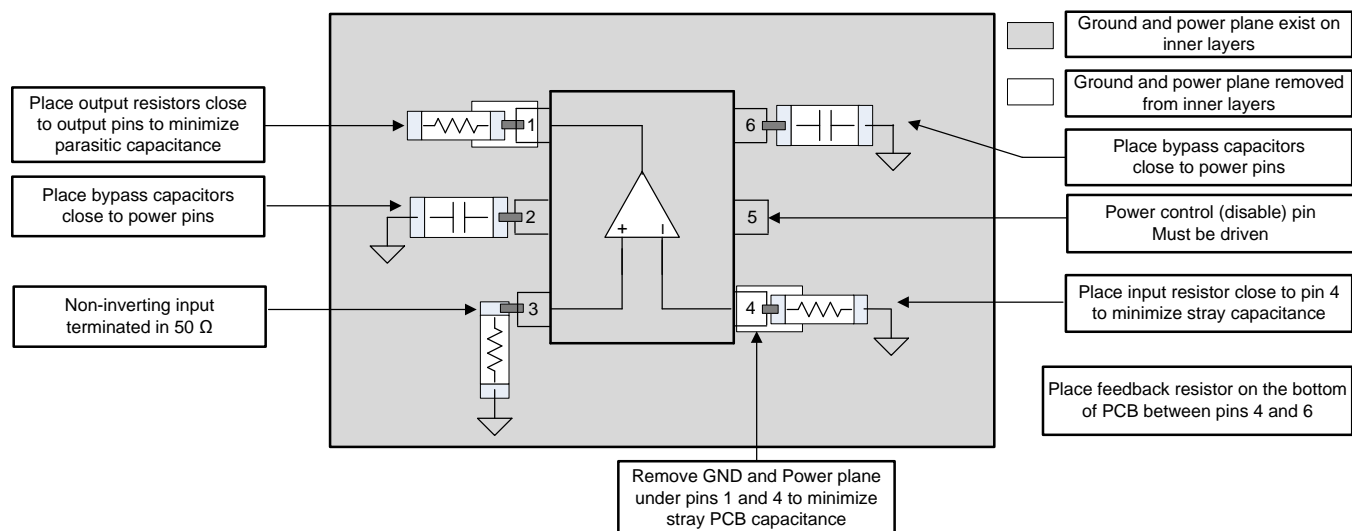 Ground and power plane exist on
inner layers
Ground and power plane removed
from inner layers
Place output resistors close
to output pins to minimize
parasitic capacitance
Place bypass capacitors
close to power pins
Non-inverting input
terminated in 50 Ω
1
2
3
+
–
6
5
4
Place bypass capacitors
close to power pins
Power control (disable) pin
Must be driven
Place input resistor close to pin 4
to minimize stray capacitance
Place feedback resistor on the bottom
of PCB between pins 4 and 6
Remove GND and Power plane
under pins 1 and 4 to minimize
stray PCB capacitance